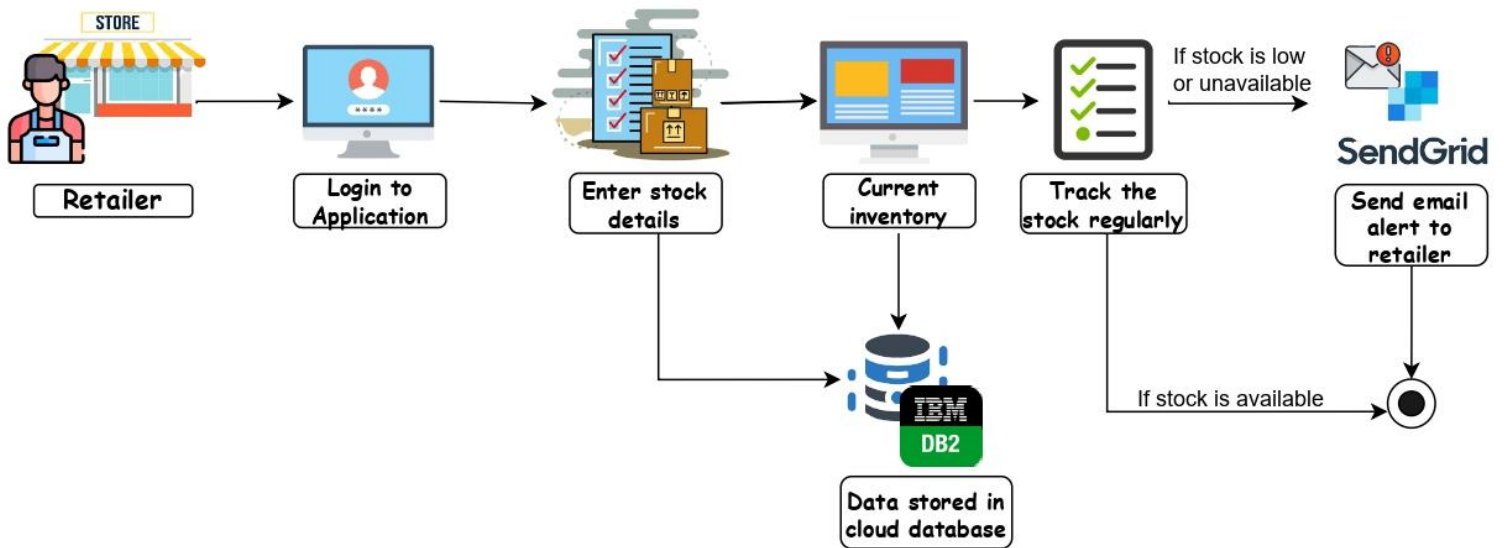 STORE
If stock is low
or unavailable
SendGrid
Retailer
Login to
Application
Enter stock
details
Current
inventory
Track the
stock regularly
Send email
alert to
retailer
If stock is available
IBM
DB2
Data stored in
cloud database